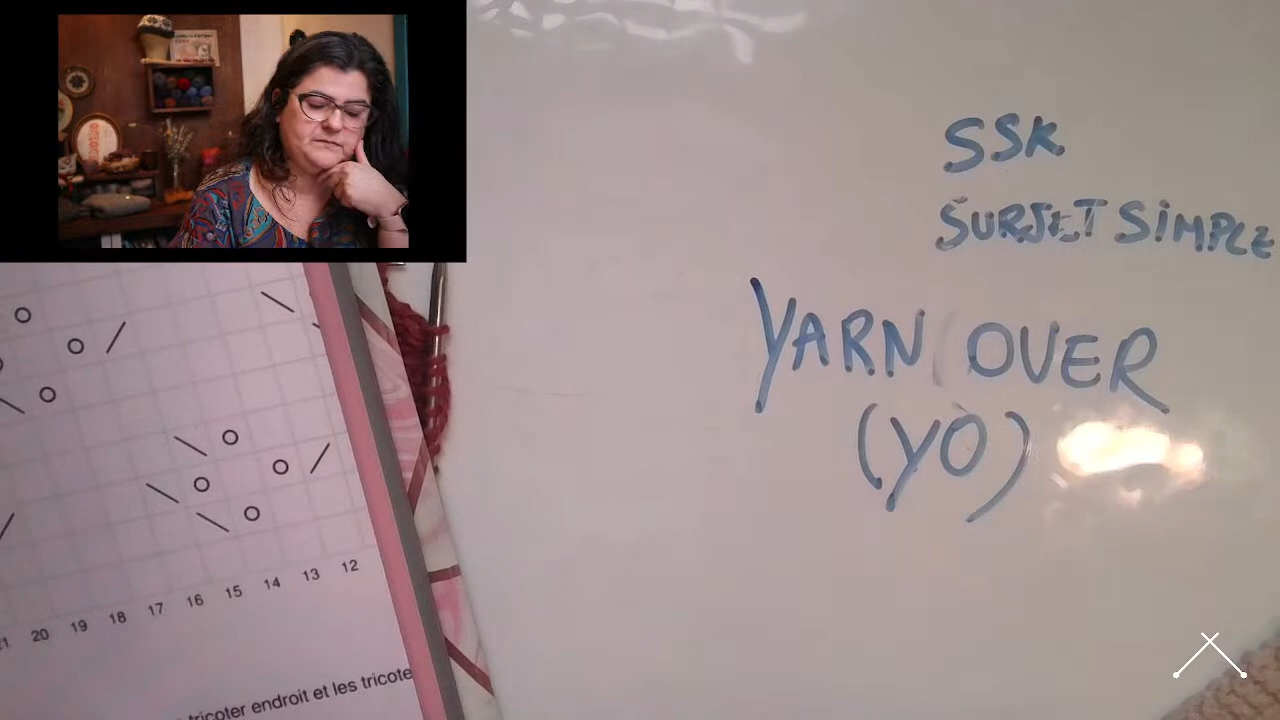 SSK
SURJET SIMPLE
YARN OVER
(YO)
20 19 18 17 16 15 14 13 12
tricoter endroit et les tricote